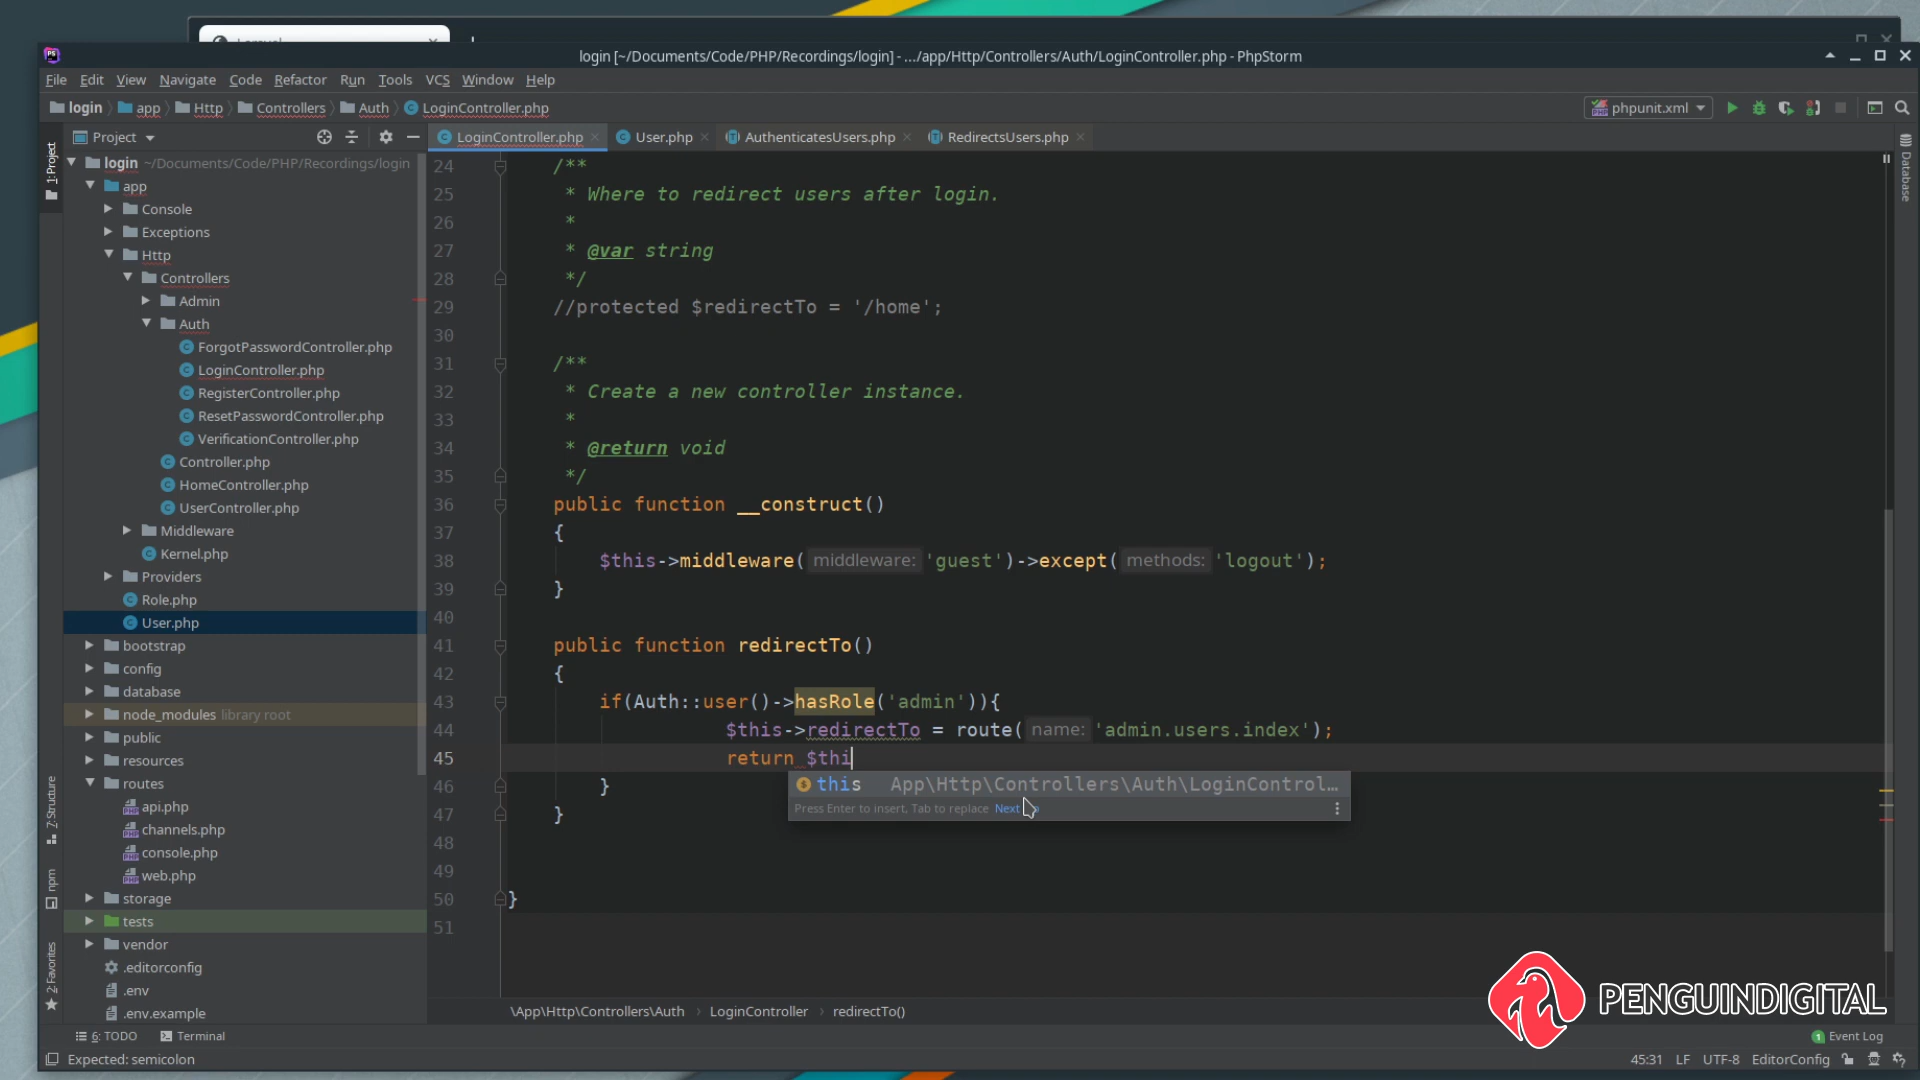 login [~/Documents/Code/PHP/Recordings/login] - .../app/Http/Controllers/Auth/LoginController.php - PhpStorm
File Edit View Navigate Code Refactor Run Tools VCS Window Help
login app Http Controllers Auth LoginController.php
phpunit.xml
Project
LoginController.php User.php AuthenticatesUsers.php RedirectsUsers.php
1: Project
Database
login ~/Documents/Code/PHP/Recordings/login
app
Console
Exceptions
Http
Controllers
Admin
Auth
ForgotPasswordController.php
LoginController.php
RegisterController.php
ResetPasswordController.php
VerificationController.php
Controller.php
HomeController.php
UserController.php
Middleware
Kernel.php
Providers
Role.php
User.php
bootstrap
config
database
node_modules library root
public
resources
routes
api.php
channels.php
console.php
web.php
storage
tests
vendor
.editorconfig
.env
.env.example
7: Structure
npm
2: Favorites
24 /**
25 * Where to redirect users after login.
26 *
27 * @var string
28 */
29 //protected $redirectTo = '/home';
30
31 /**
32 * Create a new controller instance.
33 *
34 * @return void
35 */
36 public function __construct()
37 {
38 $this->middleware( middleware: 'guest')->except( methods: 'logout');
39 }
40
41 public function redirectTo()
42 {
43 if(Auth::user()->hasRole('admin')){
44 $this->redirectTo = route( name: 'admin.users.index');
45 return $thi
this App\Http\Controllers\Auth\LoginControl...
Press Enter to insert, Tab to replace Next
46 }
47 }
48
49
50 }
51
\App\Http\Controllers\Auth › LoginController › redirectTo()
PENGUINDIGITAL
6: TODO Terminal
1 Event Log
Expected: semicolon
45:31 LF UTF-8 EditorConfig